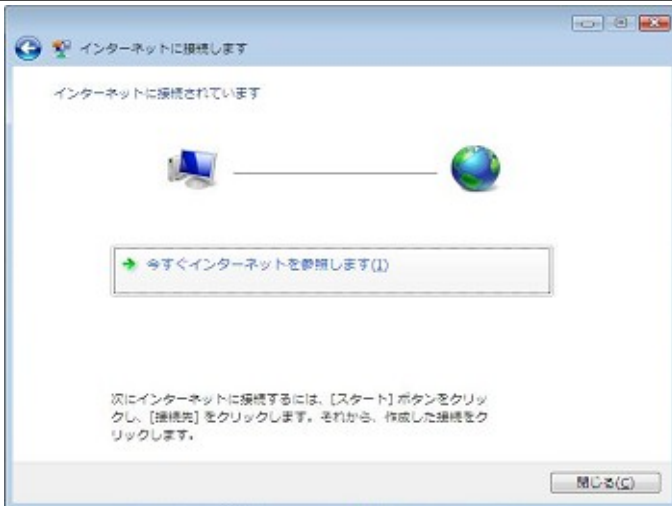 インターネットに接続します
インターネットに接続されています
今すぐインターネットを参照します(I)
次にインターネットに接続するには、[スタート] ボタンをクリッ
クし、[接続先] をクリックします。それから、作成した接続をク
リックします。
閉じる(C)